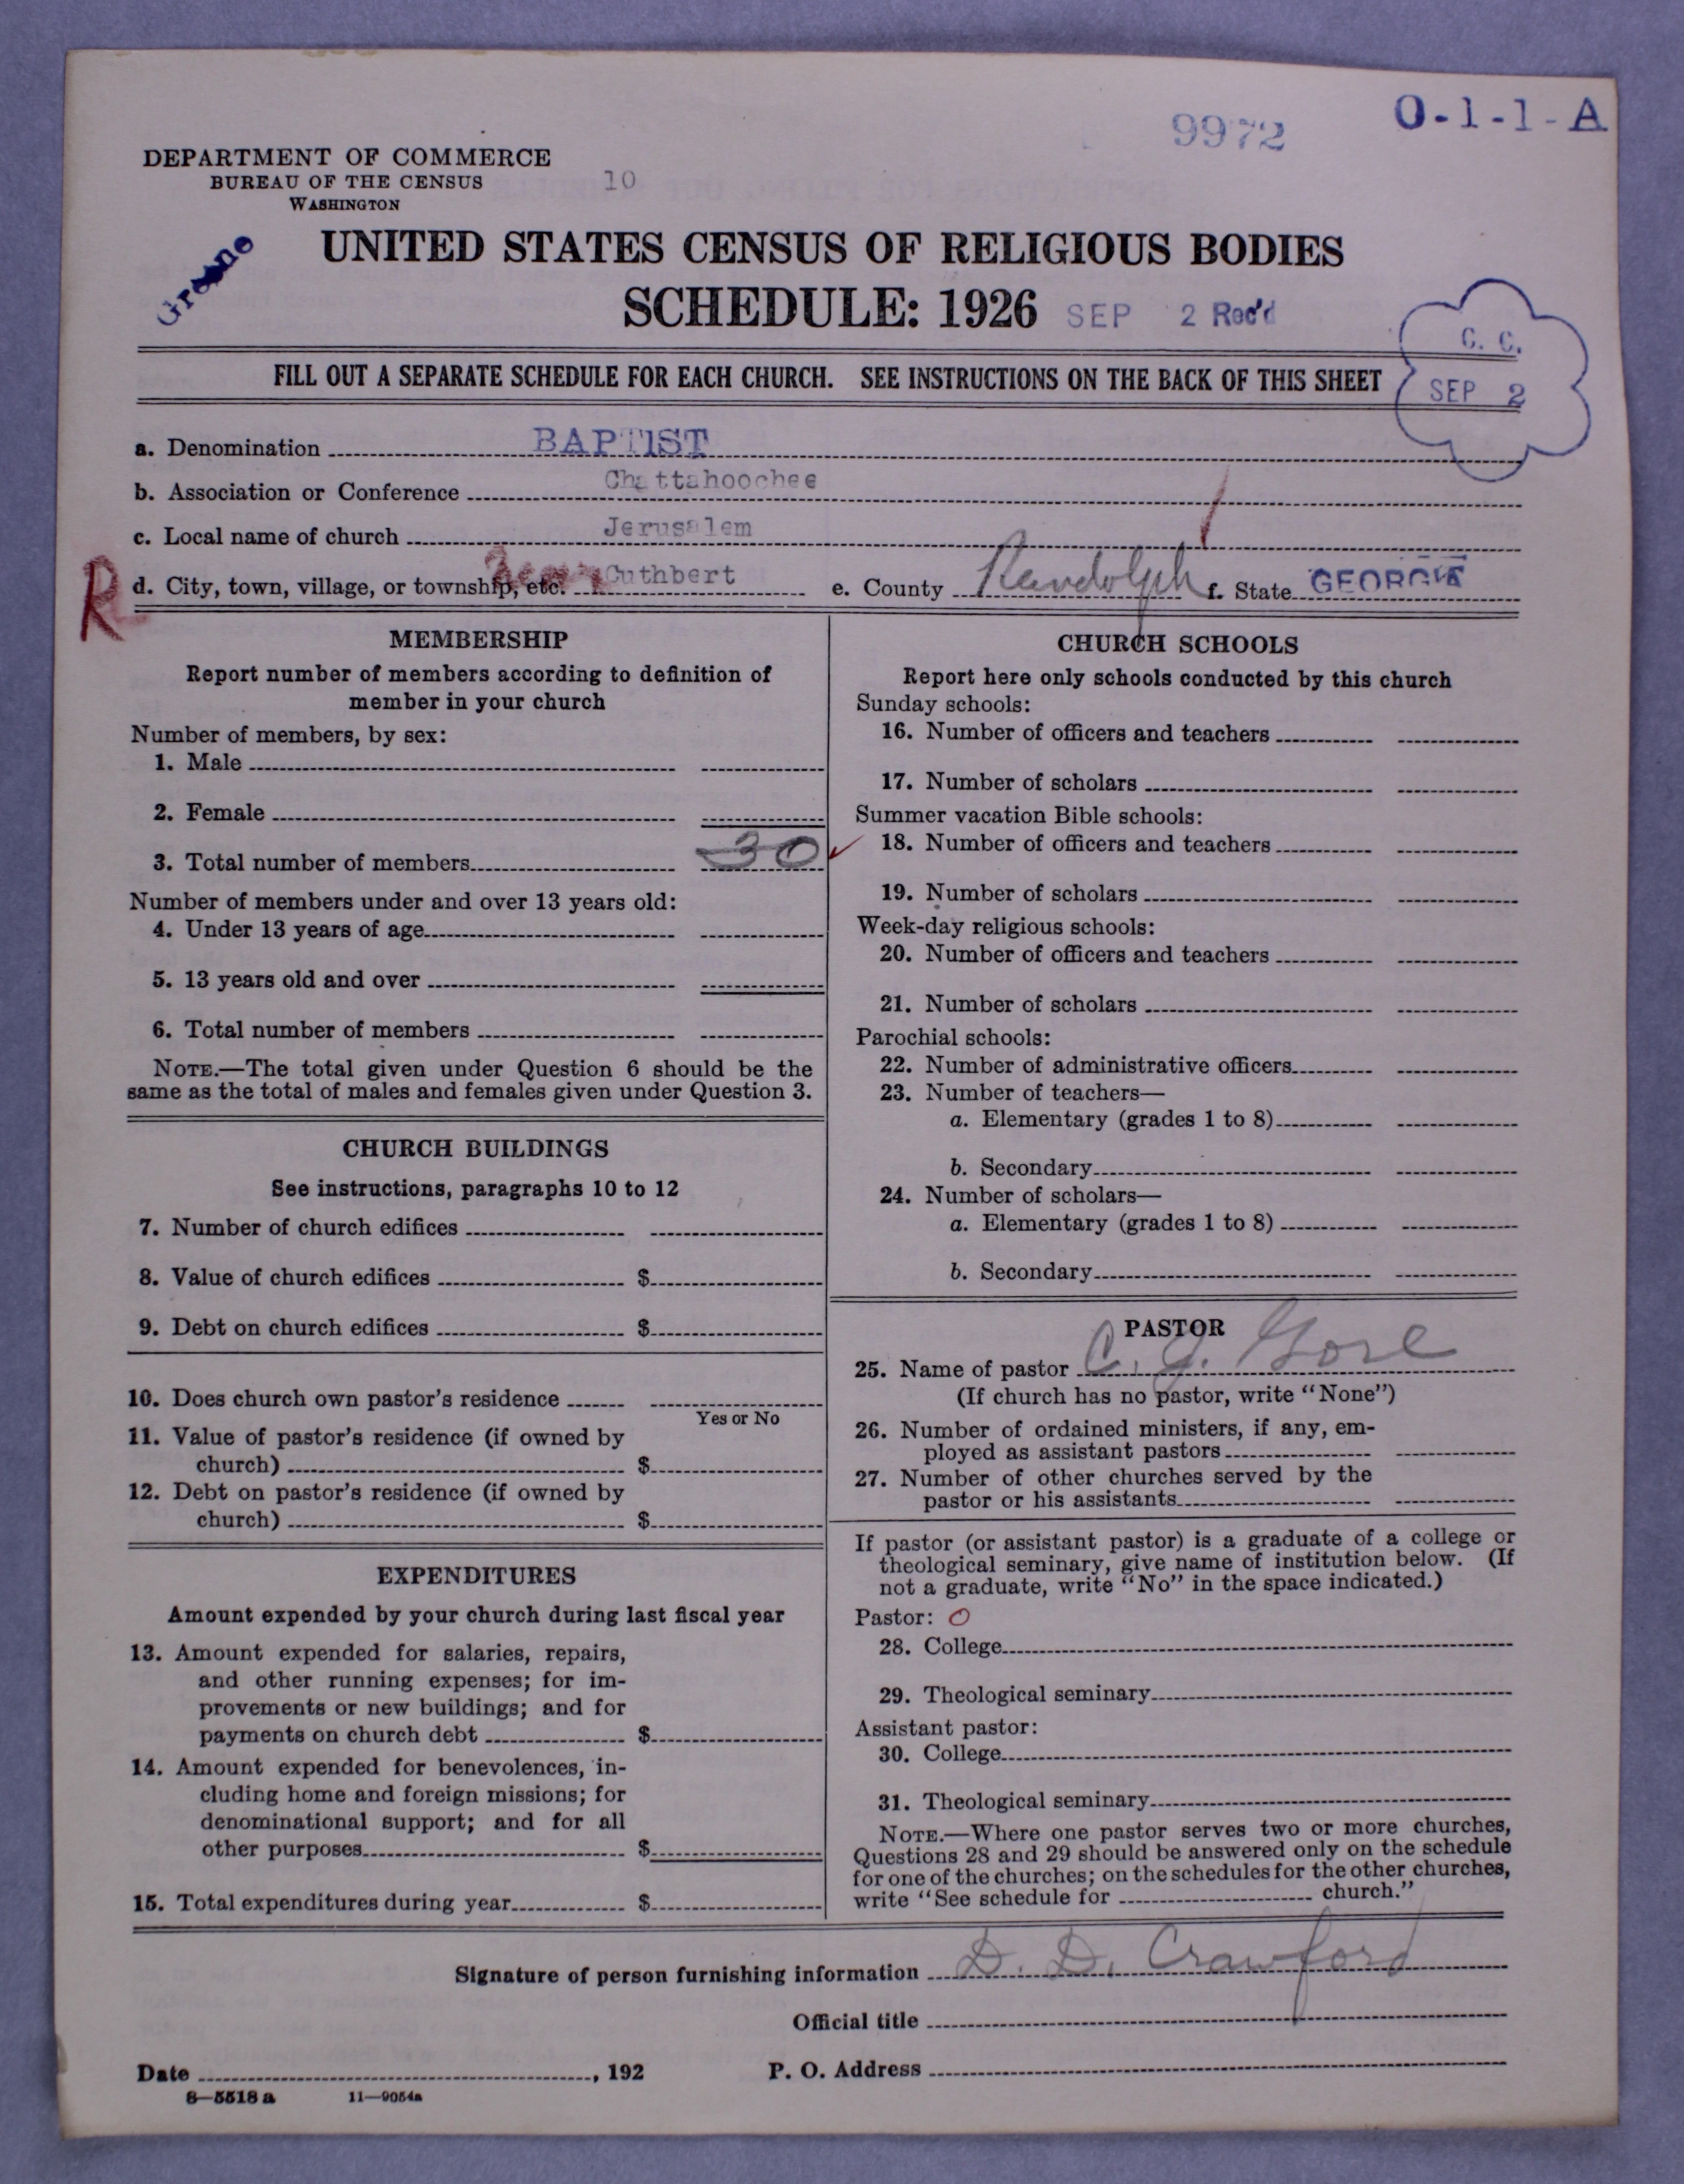 0-1-1-A
9972
DEPARTMENT OF COMMERCE
BUREAU OF THE CENSUS
WASHINGTON
10
Greene
UNITED STATES CENSUS OF RELIGIOUS BODIES
SCHEDULE: 1926 SEP 2 Rec'd
C. C.
SEP 2
FILL OUT A SEPARATE SCHEDULE FOR EACH CHURCH. SEE INSTRUCTIONS ON THE BACK OF THIS SHEET
a. Denomination BAPTIST
b. Association or Conference Chattahoochee
c. Local name of church Jerusalem
R
d. City, town, village, or township, etc. Near Cuthbert e. County Randolph f. State GEORGIA
MEMBERSHIP
Report number of members according to definition of
member in your church
Number of members, by sex:
1. Male
2. Female
3. Total number of members 30
Number of members under and over 13 years old:
4. Under 13 years of age
5. 13 years old and over
6. Total number of members
NOTE.—The total given under Question 6 should be the
same as the total of males and females given under Question 3.
CHURCH BUILDINGS
See instructions, paragraphs 10 to 12
7. Number of church edifices
8. Value of church edifices $
9. Debt on church edifices $
10. Does church own pastor's residence
Yes or No
11. Value of pastor's residence (if owned by
church) $
12. Debt on pastor's residence (if owned by
church) $
EXPENDITURES
Amount expended by your church during last fiscal year
13. Amount expended for salaries, repairs,
and other running expenses; for im-
provements or new buildings; and for
payments on church debt $
14. Amount expended for benevolences, in-
cluding home and foreign missions; for
denominational support; and for all
other purposes $
15. Total expenditures during year $
CHURCH SCHOOLS
Report here only schools conducted by this church
Sunday schools:
16. Number of officers and teachers
17. Number of scholars
Summer vacation Bible schools:
18. Number of officers and teachers
19. Number of scholars
Week-day religious schools:
20. Number of officers and teachers
21. Number of scholars
Parochial schools:
22. Number of administrative officers
23. Number of teachers—
a. Elementary (grades 1 to 8)
b. Secondary
24. Number of scholars—
a. Elementary (grades 1 to 8)
b. Secondary
PASTOR
25. Name of pastor C. J. Gore
(If church has no pastor, write "None")
26. Number of ordained ministers, if any, em-
ployed as assistant pastors
27. Number of other churches served by the
pastor or his assistants
If pastor (or assistant pastor) is a graduate of a college or
theological seminary, give name of institution below. (If
not a graduate, write "No" in the space indicated.)
Pastor: O
28. College
29. Theological seminary
Assistant pastor:
30. College
31. Theological seminary
NOTE.—Where one pastor serves two or more churches,
Questions 28 and 29 should be answered only on the schedule
for one of the churches; on the schedules for the other churches,
write "See schedule for church."
Signature of person furnishing information D. D. Crawford
Official title
Date , 192 P. O. Address
8—5518 a 11—9054a